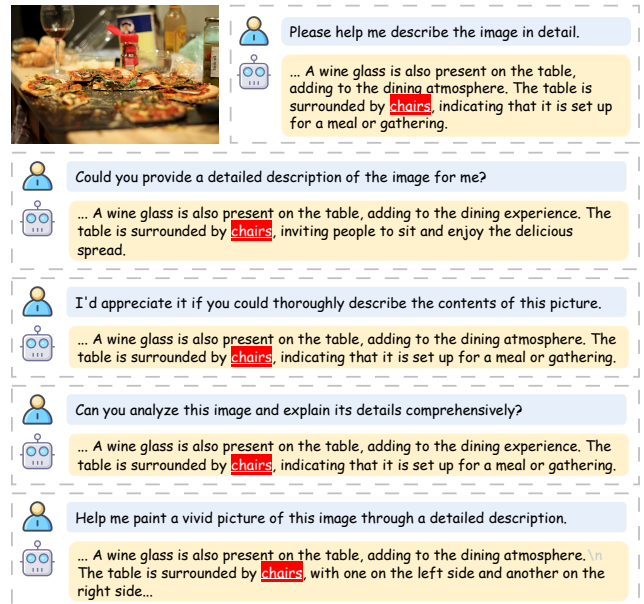 Please help me describe the image in detail.
... A wine glass is also present on the table,
adding to the dining atmosphere. The table is
surrounded by chairs, indicating that it is set up
for a meal or gathering.
Could you provide a detailed description of the image for me?
... A wine glass is also present on the table, adding to the dining experience. The
table is surrounded by chairs, inviting people to sit and enjoy the delicious
spread.
I'd appreciate it if you could thoroughly describe the contents of this picture.
... A wine glass is also present on the table, adding to the dining atmosphere. The
table is surrounded by chairs, indicating that it is set up for a meal or gathering.
Can you analyze this image and explain its details comprehensively?
... A wine glass is also present on the table, adding to the dining experience. The
table is surrounded by chairs, indicating that it is set up for a meal or gathering.
Help me paint a vivid picture of this image through a detailed description.
... A wine glass is also present on the table, adding to the dining atmosphere.\n
The table is surrounded by chairs, with one on the left side and another on the
right side...